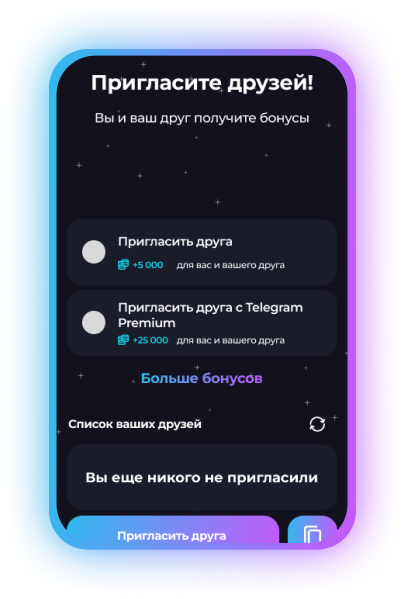 Пригласите друзей!
Вы и ваш друг получите бонусы
Пригласить друга
+5 000 для вас и вашего друга
Пригласить друга с Telegram
Premium
+25 000 для вас и вашего друга
Больше бонусов
Список ваших друзей
Вы еще никого не пригласили
Пригласить друга